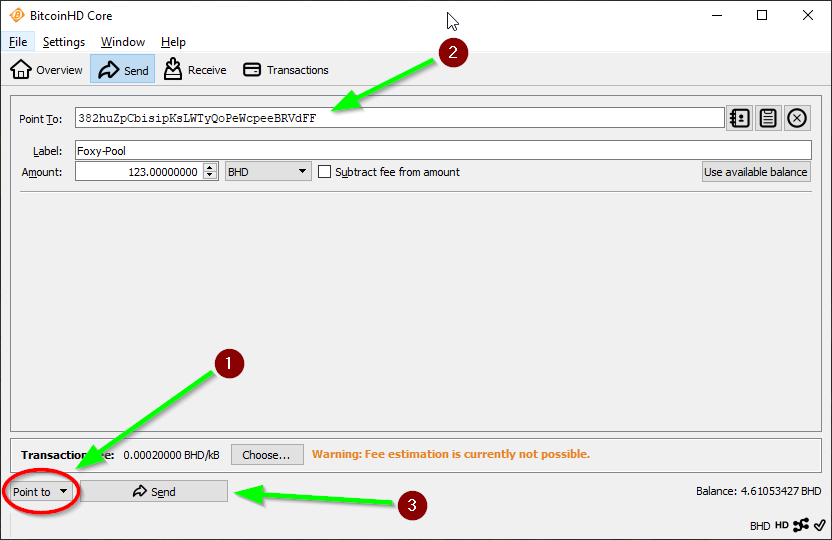 BitcoinHD Core
File Settings Window Help
2
Overview Send Receive Transactions
Point To: 382huZpCbisipKsLWTyQoPeWcpeeBRVdFF
Label: Foxy-Pool
Amount: 123.00000000 BHD Subtract fee from amount Use available balance
1
Transaction Fee: 0.00020000 BHD/kB Choose... Warning: Fee estimation is currently not possible.
Point to Send Balance: 4.61053427 BHD
3
BHD HD